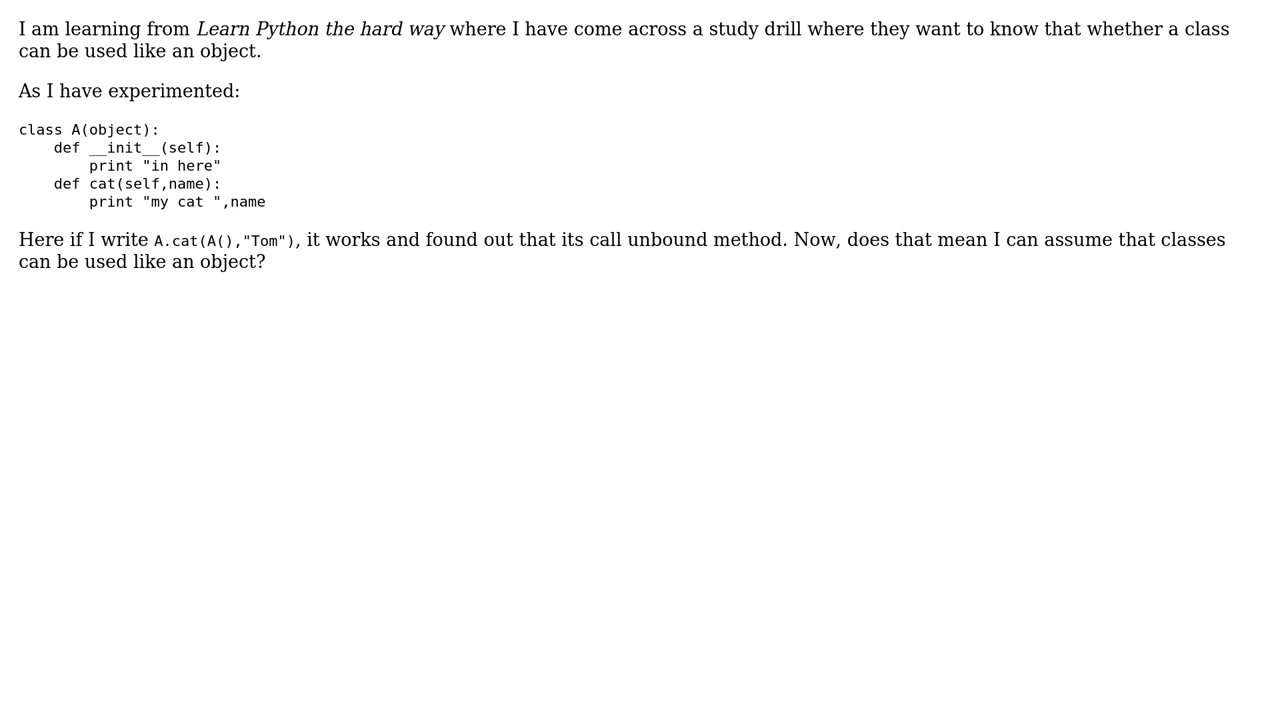 I am learning from Learn Python the hard way where I have come across a study drill where they want to know that whether a class
can be used like an object.
As I have experimented:
class A(object):
    def __init__(self):
        print "in here"
    def cat(self,name):
        print "my cat ",name
Here if I write A.cat(A(),"Tom"), it works and found out that its call unbound method. Now, does that mean I can assume that classes
can be used like an object?